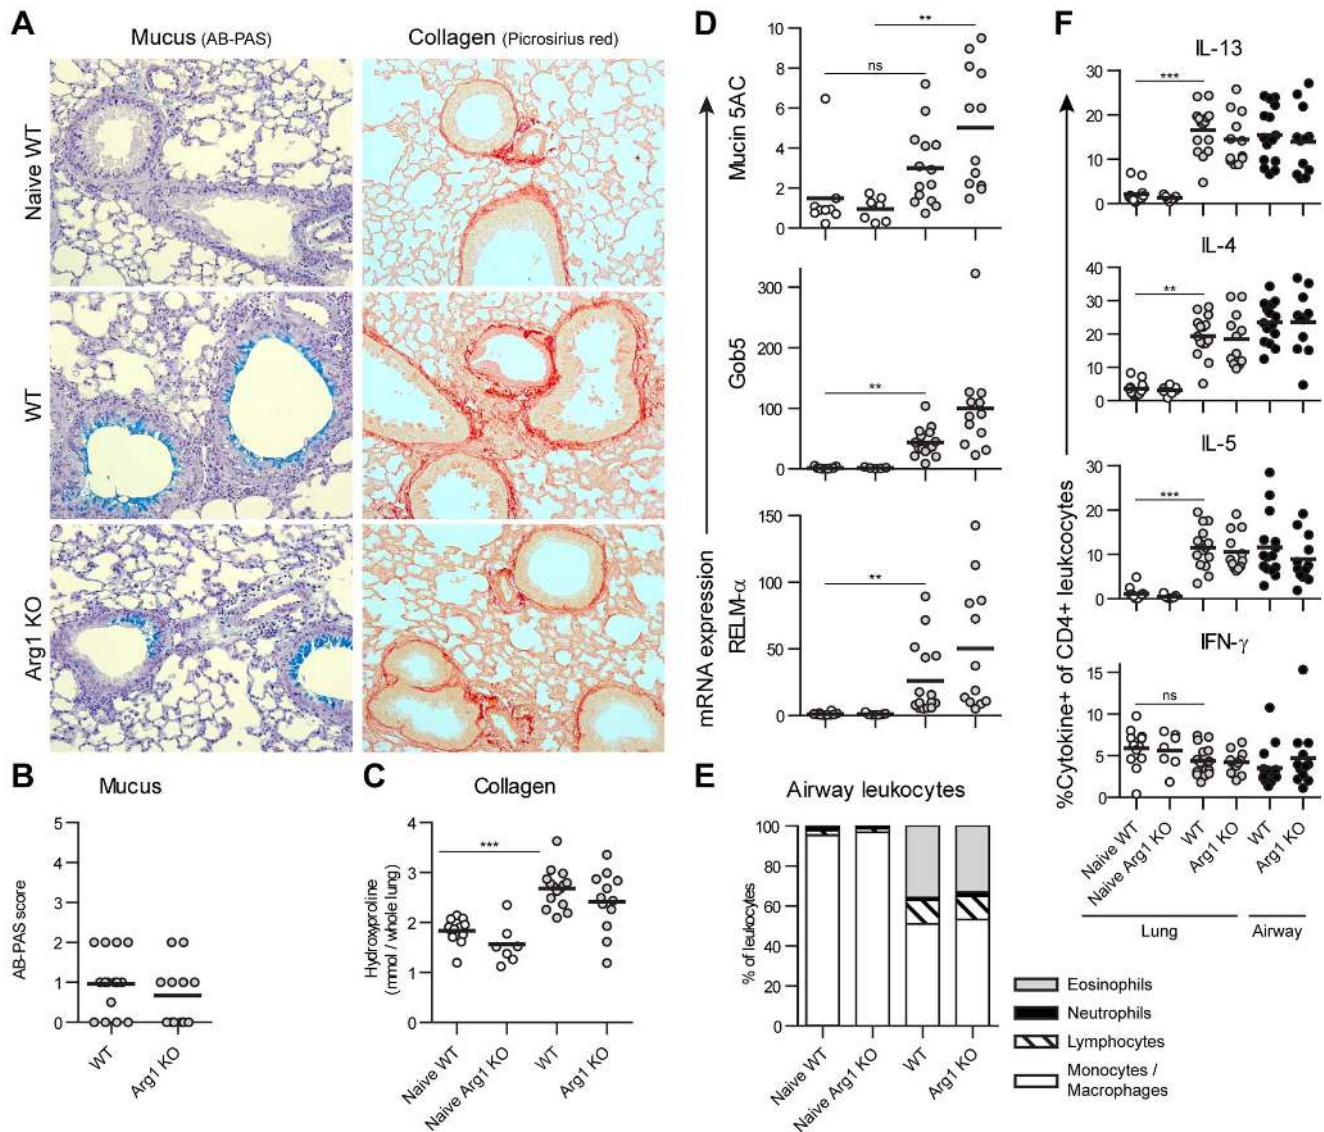 A
Mucus (AB-PAS)
Collagen (Picrosirius red)
Naive WT
WT
Arg1 KO
B
Mucus
AB-PAS score
5
4
3
2
1
0
WT
Arg1 KO
C
Collagen
Hydroxyproline
(mmol / whole lung)
4
3
2
1
0
***
Naive WT
Naive Arg1 KO
WT
Arg1 KO
D
mRNA expression
Mucin 5AC
10
8
6
4
2
0
**
ns
Gob5
300
200
100
0
**
RELM-α
150
100
50
0
**
E
Airway leukocytes
% of leukocytes
100
80
60
40
20
0
Naive WT
Naive Arg1 KO
WT
Arg1 KO
Eosinophils
Neutrophils
Lymphocytes
Monocytes /
Macrophages
F
%Cytokine+ of CD4+ leukocytes
IL-13
30
20
10
0
***
IL-4
40
30
20
10
0
**
IL-5
30
20
10
0
***
IFN-γ
15
10
5
0
ns
Naive WT
Naive Arg1 KO
WT
Arg1 KO
WT
Arg1 KO
Lung
Airway